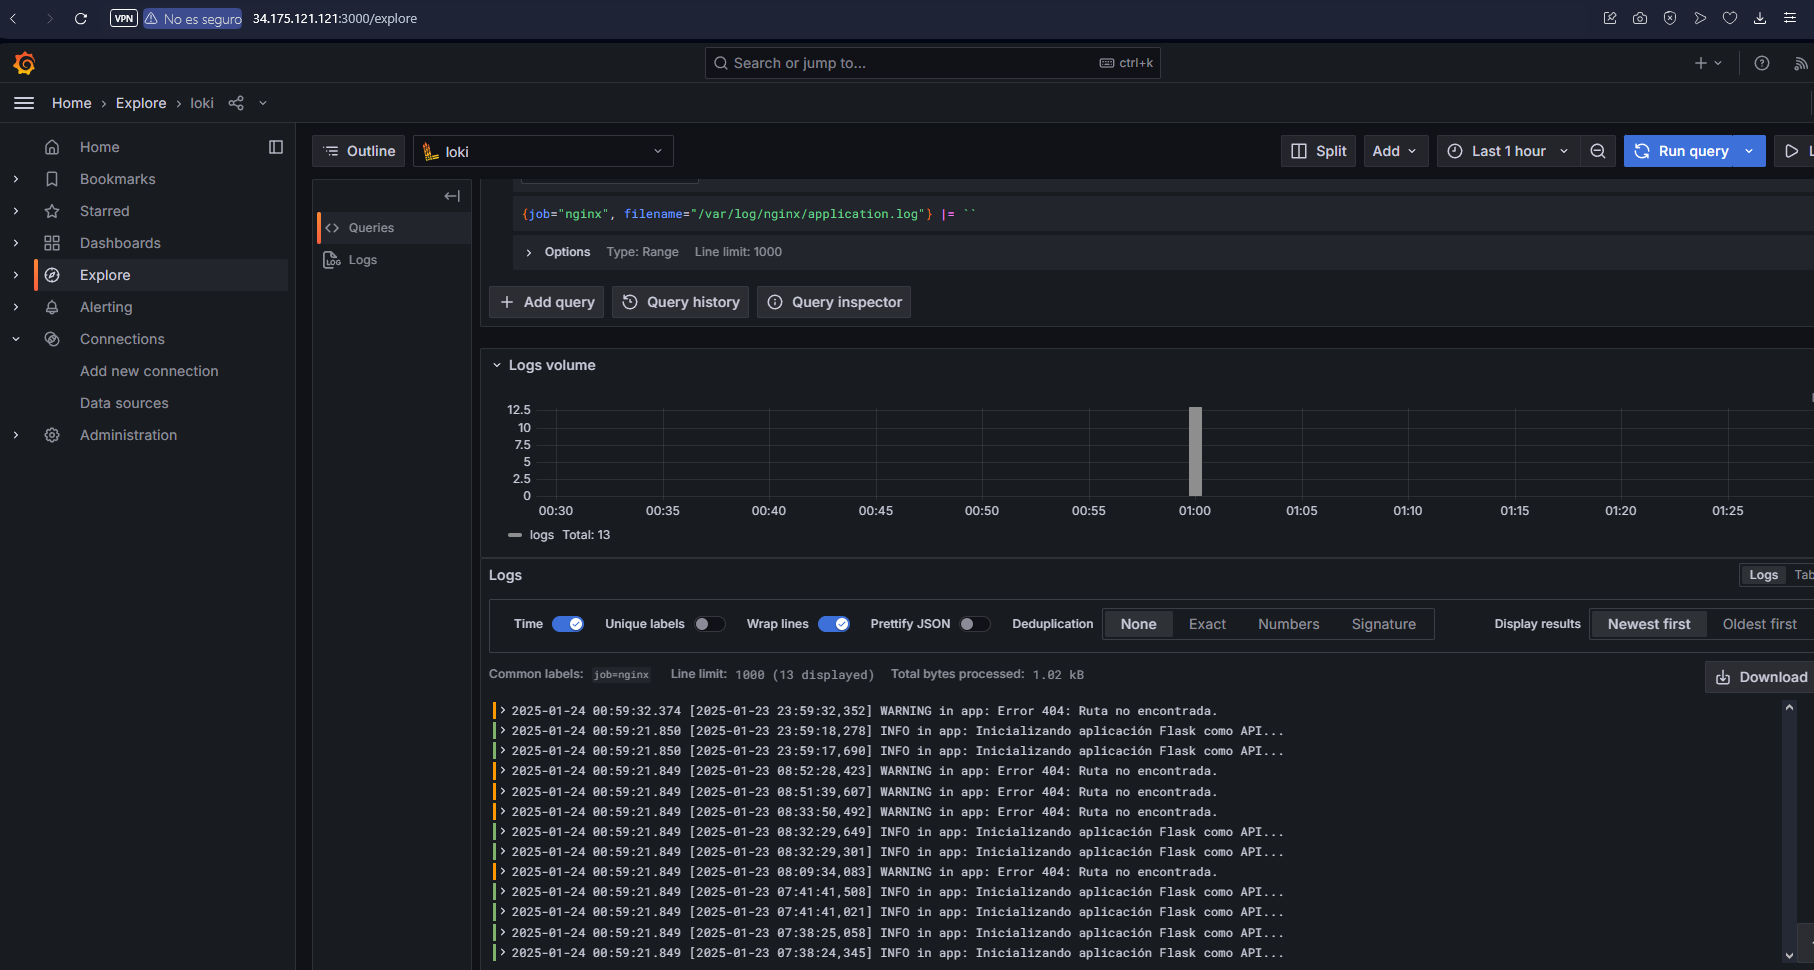 VPN No es seguro 34.175.121.121:3000/explore
Search or jump to... ctrl+k
Home › Explore › loki
Home
Bookmarks
Starred
Dashboards
Explore
Alerting
Connections
Add new connection
Data sources
Administration
Outline loki Split Add Last 1 hour Run query L
Queries
Logs
{job="nginx", filename="/var/log/nginx/application.log"} |= ``
Options Type: Range Line limit: 1000
+ Add query Query history Query inspector
Logs volume
12.5
10
7.5
5
2.5
0
00:30 00:35 00:40 00:45 00:50 00:55 01:00 01:05 01:10 01:15 01:20 01:25
logs Total: 13
Logs
Logs Tab
Time Unique labels Wrap lines Prettify JSON Deduplication None Exact Numbers Signature Display results Newest first Oldest first
Common labels: job=nginx Line limit: 1000 (13 displayed) Total bytes processed: 1.02 kB
Download
2025-01-24 00:59:32.374 [2025-01-23 23:59:32,352] WARNING in app: Error 404: Ruta no encontrada.
2025-01-24 00:59:21.850 [2025-01-23 23:59:18,278] INFO in app: Inicializando aplicación Flask como API...
2025-01-24 00:59:21.850 [2025-01-23 23:59:17,690] INFO in app: Inicializando aplicación Flask como API...
2025-01-24 00:59:21.849 [2025-01-23 08:52:28,423] WARNING in app: Error 404: Ruta no encontrada.
2025-01-24 00:59:21.849 [2025-01-23 08:51:39,607] WARNING in app: Error 404: Ruta no encontrada.
2025-01-24 00:59:21.849 [2025-01-23 08:33:50,492] WARNING in app: Error 404: Ruta no encontrada.
2025-01-24 00:59:21.849 [2025-01-23 08:32:29,649] INFO in app: Inicializando aplicación Flask como API...
2025-01-24 00:59:21.849 [2025-01-23 08:32:29,301] INFO in app: Inicializando aplicación Flask como API...
2025-01-24 00:59:21.849 [2025-01-23 08:09:34,083] WARNING in app: Error 404: Ruta no encontrada.
2025-01-24 00:59:21.849 [2025-01-23 07:41:41,508] INFO in app: Inicializando aplicación Flask como API...
2025-01-24 00:59:21.849 [2025-01-23 07:41:41,021] INFO in app: Inicializando aplicación Flask como API...
2025-01-24 00:59:21.849 [2025-01-23 07:38:25,058] INFO in app: Inicializando aplicación Flask como API...
2025-01-24 00:59:21.849 [2025-01-23 07:38:24,345] INFO in app: Inicializando aplicación Flask como API...